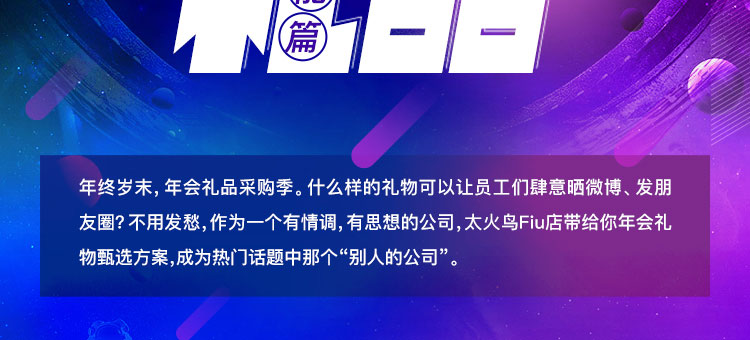 礼品
篇
年终岁末，年会礼品采购季。什么样的礼物可以让员工们肆意晒微博、发朋
友圈？不用发愁，作为一个有情调，有思想的公司，太火鸟Fiu店带给你年会礼
物甄选方案，成为热门话题中那个“别人的公司”。